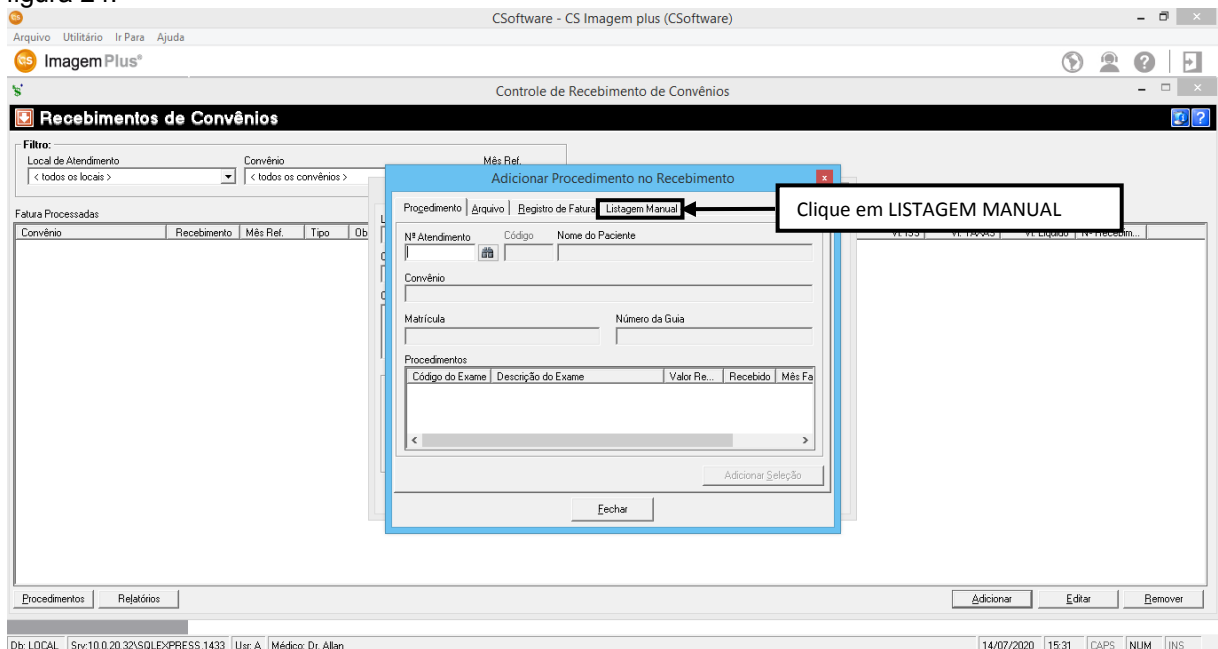 CSoftware - CS Imagem plus (CSoftware)
Arquivo Utilitário Ir Para Ajuda
CS ImagemPlus®
Controle de Recebimento de Convênios
Recebimentos de Convênios
Filtro:
Local de Atendimento Convênio Mês Ref.
< todos os locais > < todos os convênios >
Adicionar Procedimento no Recebimento
Procedimento Arquivo Registro de Fatura Listagem Manual
Clique em LISTAGEM MANUAL
Fatura Processadas
Convênio Recebimento Mês Ref. Tipo Ob
Nº Atendimento Código Nome do Paciente
Convênio
Matrícula Número da Guia
Procedimentos
Código do Exame Descrição do Exame Valor Re... Recebido Mês Fa
Adicionar Seleção
Fechar
Procedimentos Relatórios Adicionar Editar Remover
Db: LOCAL Srv:10.0.20.32\SQLEXPRESS,1433 Usr: A Médico: Dr. Allan 14/07/2020 15:31 CAPS NUM INS